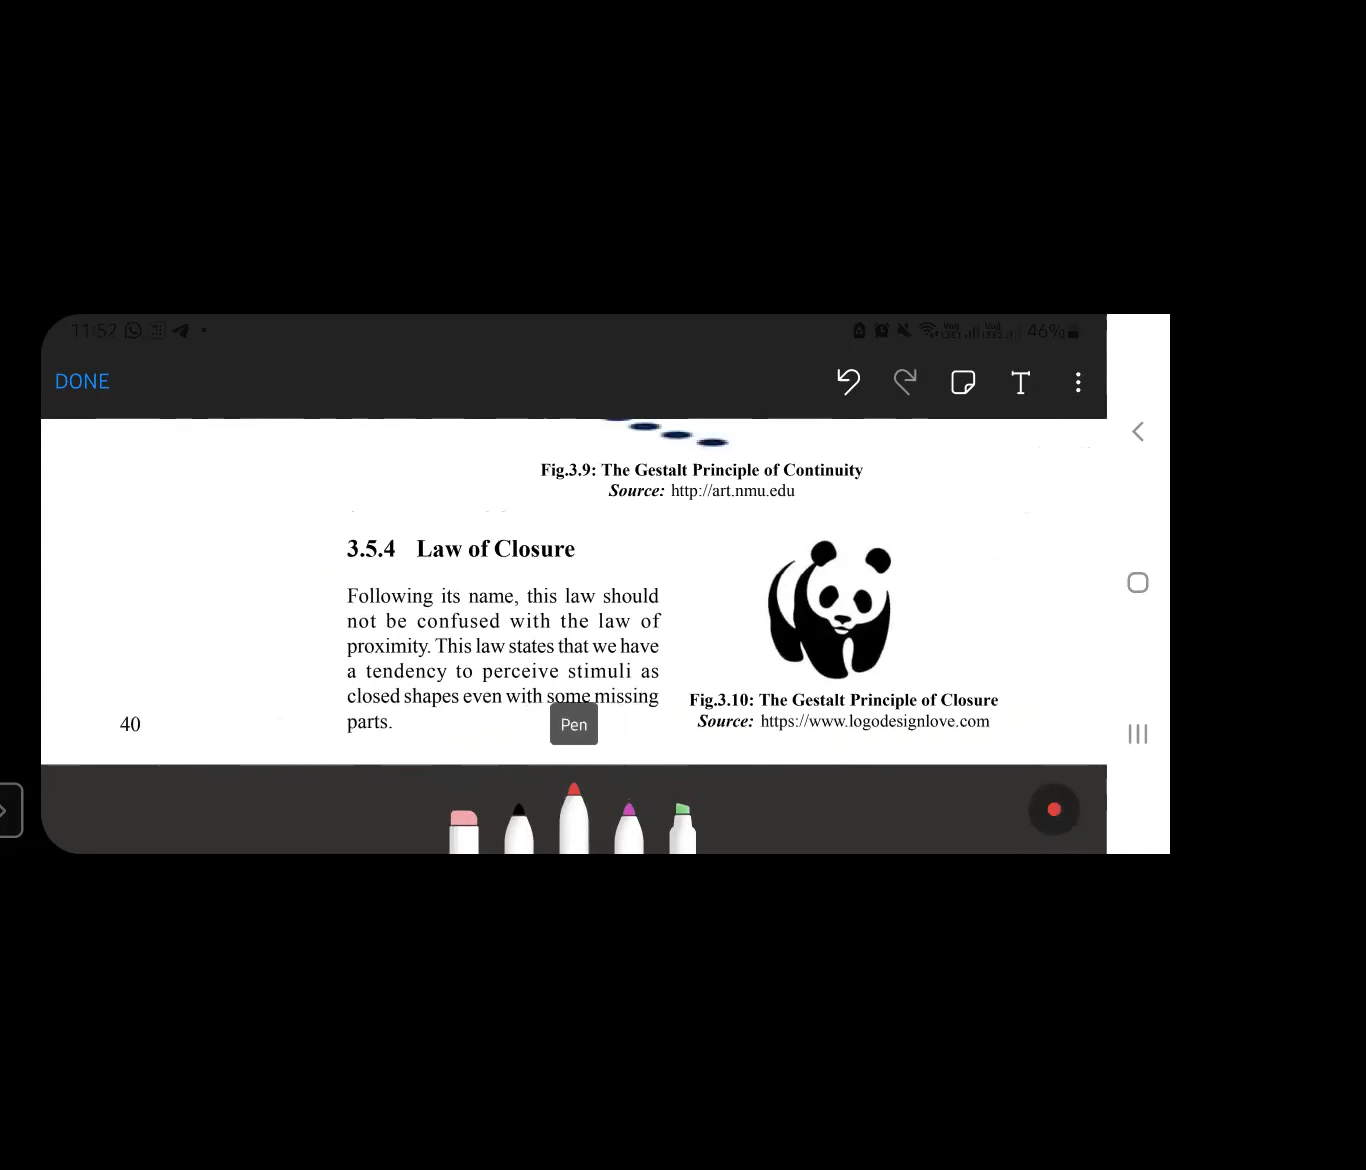 11:52
46%
DONE
Fig.3.9: The Gestalt Principle of Continuity
Source: http://art.nmu.edu
3.5.4 Law of Closure
Following its name, this law should
not be confused with the law of
proximity. This law states that we have
a tendency to perceive stimuli as
closed shapes even with some missing
parts.
Fig.3.10: The Gestalt Principle of Closure
Source: https://www.logodesignlove.com
40
Pen